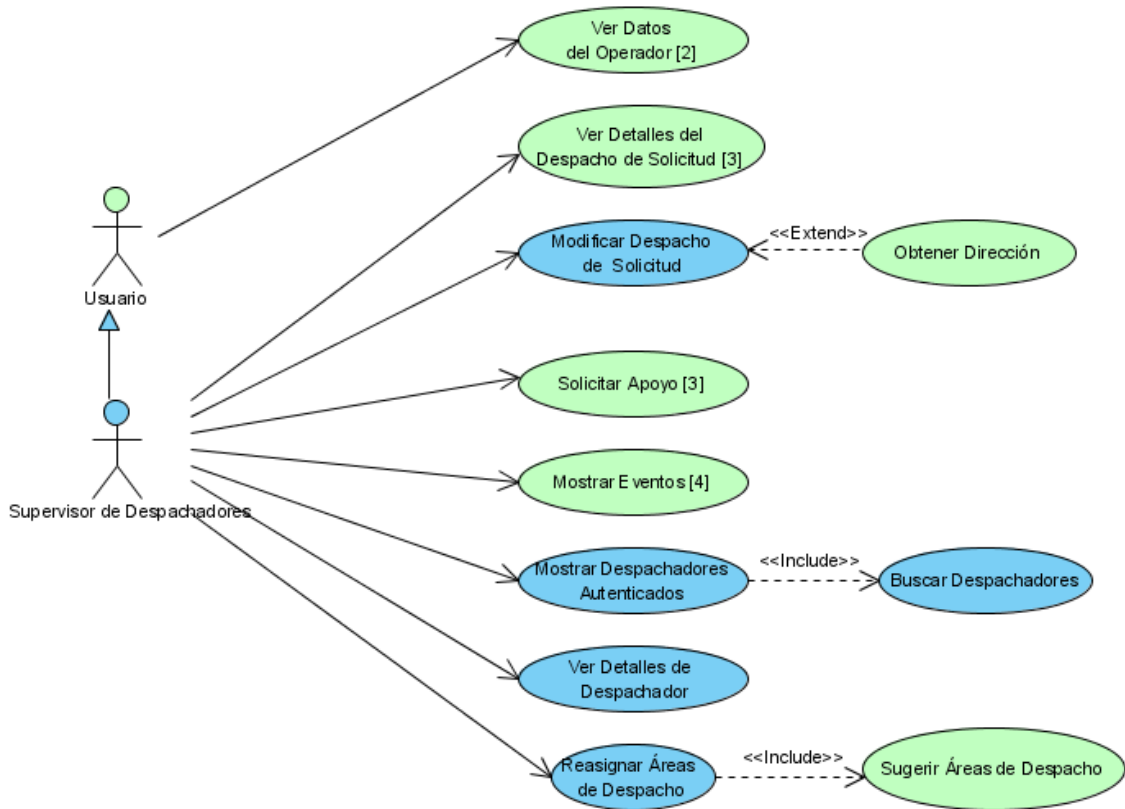 Ver Datos
del Operador [2]
Ver Detalles del
Despacho de Solicitud [3]
Usuario
Modificar Despacho
de Solicitud
<<Extend>>
Obtener Dirección
Solicitar Apoyo [3]
Supervisor de Despachadores
Mostrar Eventos [4]
Mostrar Despachadores
Autenticados
<<Include>>
Buscar Despachadores
Ver Detalles de
Despachador
Reasignar Áreas
de Despacho
<<Include>>
Sugerir Áreas de Despacho